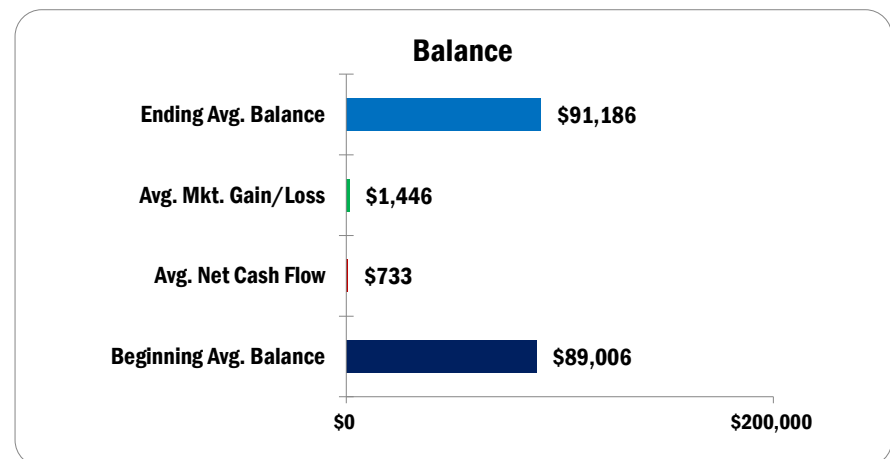 Balance
Ending Avg. Balance $91,186
Avg. Mkt. Gain/Loss $1,446
Avg. Net Cash Flow $733
Beginning Avg. Balance $89,006
$0 $200,000